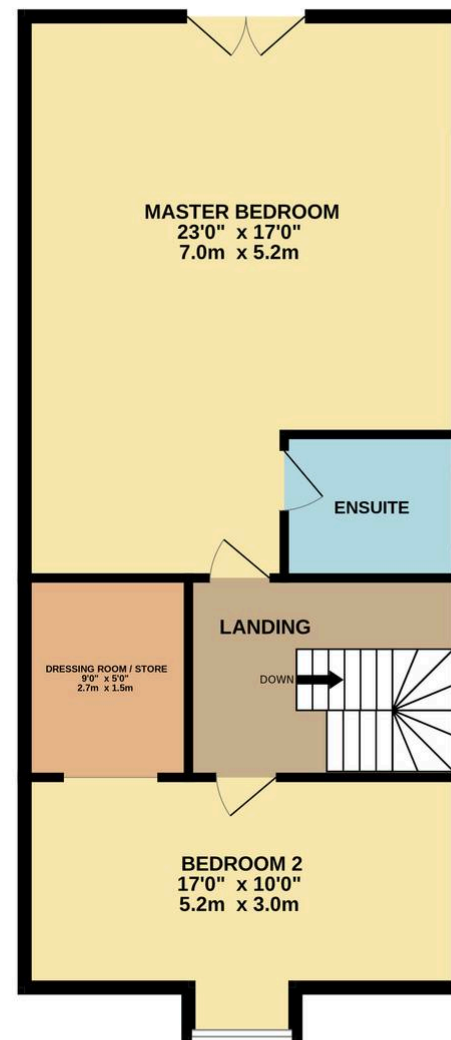 MASTER BEDROOM
23'0" x 17'0"
7.0m x 5.2m
ENSUITE
LANDING
DRESSING ROOM / STORE
9'0" x 5'0"
2.7m x 1.5m
DOWN
BEDROOM 2
17'0" x 10'0"
5.2m x 3.0m